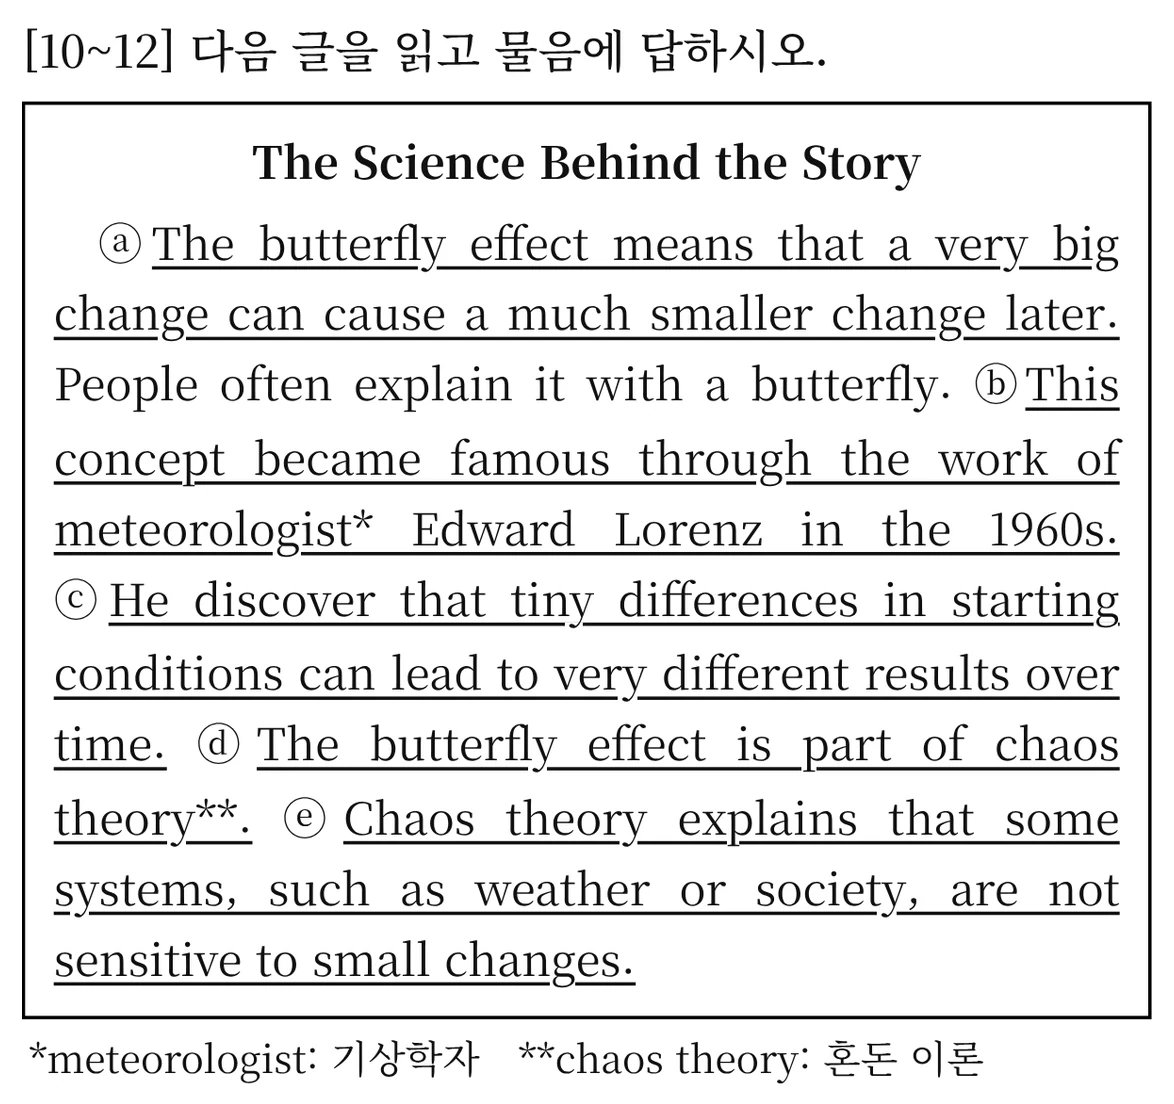 [10~12] 다음 글을 읽고 물음에 답하시오.
The Science Behind the Story
ⓐ The butterfly effect means that a very big
change can cause a much smaller change later.
People often explain it with a butterfly. ⓑ This
concept became famous through the work of
meteorologist* Edward Lorenz in the 1960s.
ⓒ He discover that tiny differences in starting
conditions can lead to very different results over
time. ⓓ The butterfly effect is part of chaos
theory**. ⓔ Chaos theory explains that some
systems, such as weather or society, are not
sensitive to small changes.
*meteorologist: 기상학자 **chaos theory: 혼돈 이론